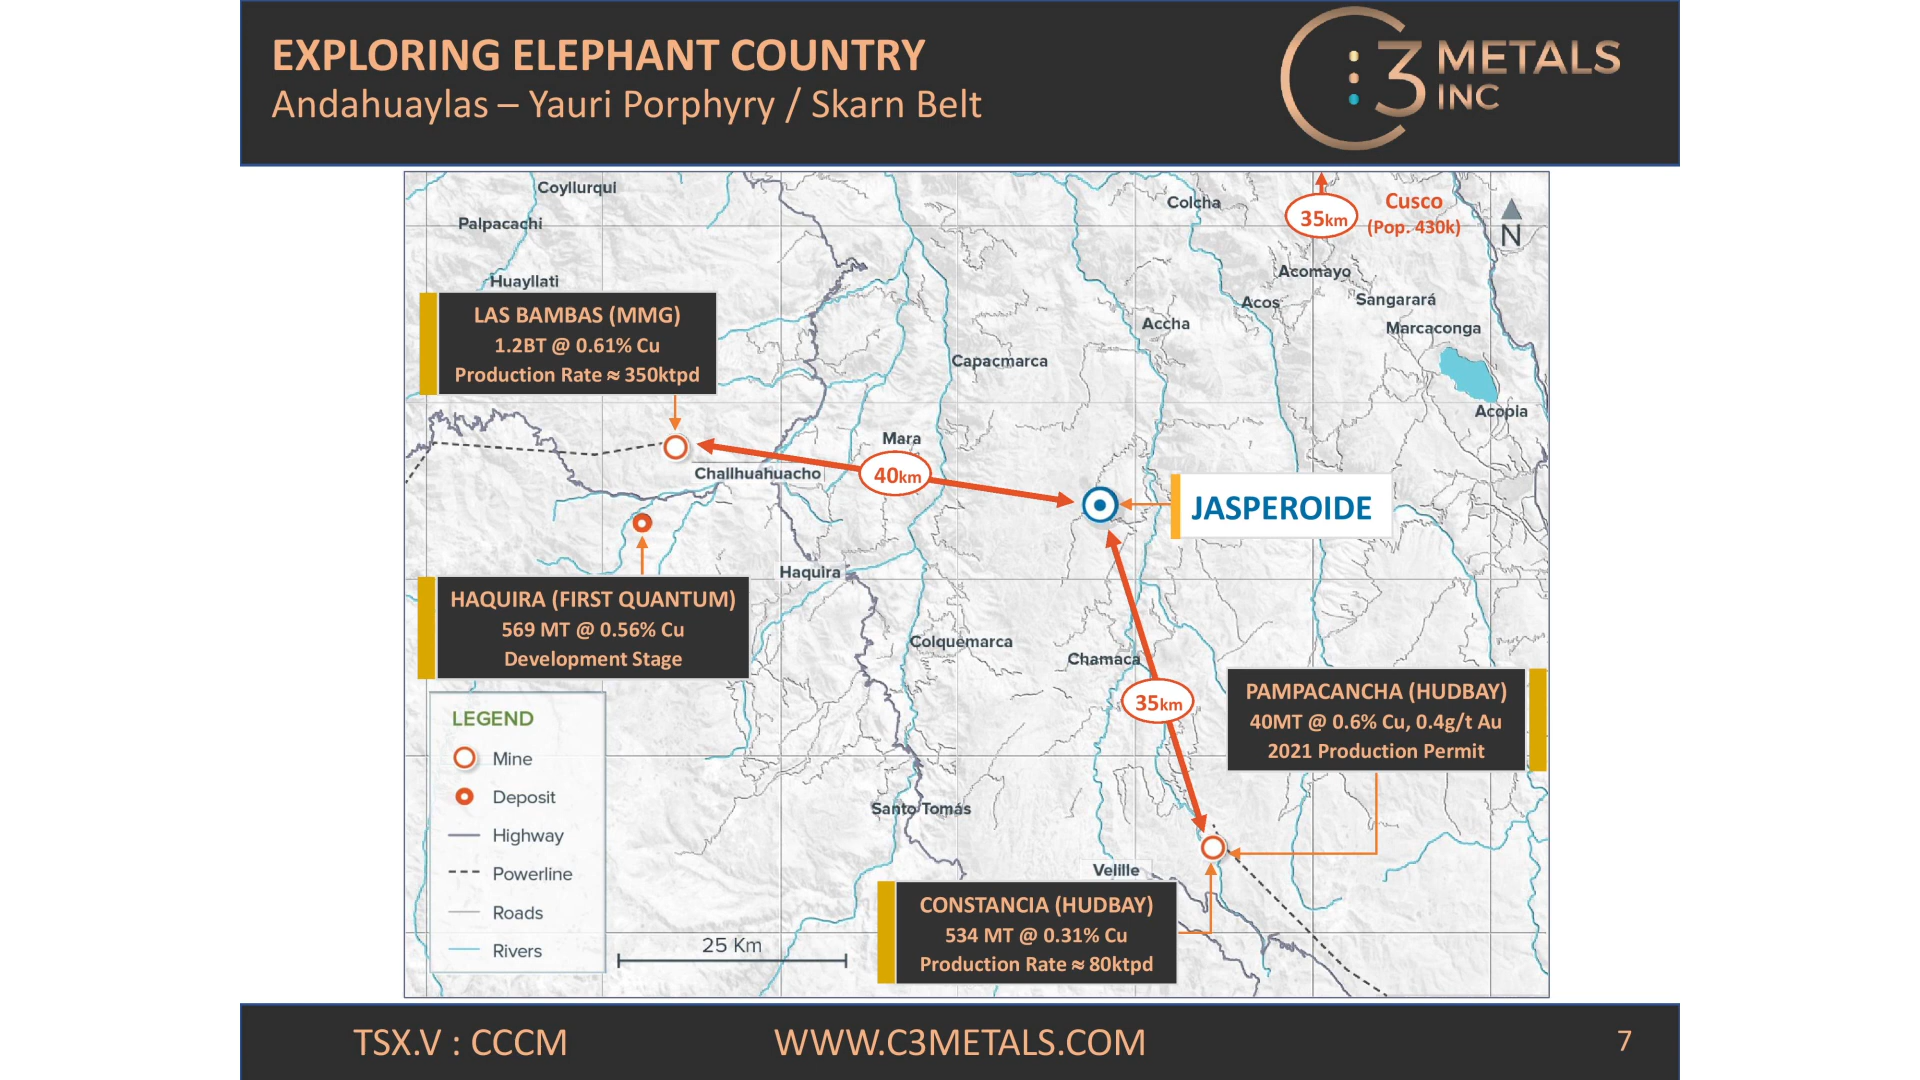 EXPLORING ELEPHANT COUNTRY
Andahuaylas – Yauri Porphyry / Skarn Belt
C3 METALS INC
Coyllurqui
Palpacachi
Huayllati
Colcha
35km
Cusco
(Pop. 430k)
N
Acomayo
Acos
Sangarará
Marcaconga
Accha
Capacmarca
Acopia
LAS BAMBAS (MMG)
1.2BT @ 0.61% Cu
Production Rate ≈ 350ktpd
Mara
Challhuahuacho
40km
JASPEROIDE
Haquira
HAQUIRA (FIRST QUANTUM)
569 MT @ 0.56% Cu
Development Stage
Colquemarca
Chamaca
35km
PAMPACANCHA (HUDBAY)
40MT @ 0.6% Cu, 0.4g/t Au
2021 Production Permit
LEGEND
Mine
Deposit
Highway
Powerline
Roads
Rivers
Santo Tomás
Velille
25 Km
CONSTANCIA (HUDBAY)
534 MT @ 0.31% Cu
Production Rate ≈ 80ktpd
TSX.V : CCCM
WWW.C3METALS.COM
7